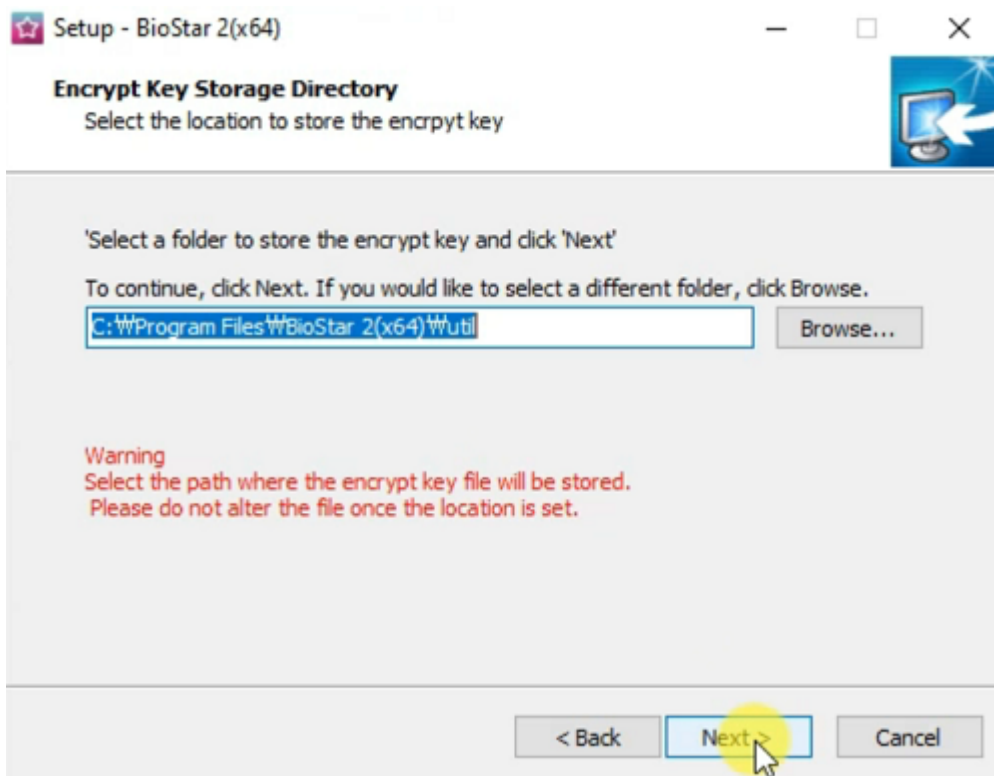 Setup - BioStar 2(x64)
Encrypt Key Storage Directory
Select the location to store the encrpyt key
'Select a folder to store the encrypt key and click 'Next'
To continue, click Next. If you would like to select a different folder, click Browse.
C:₩Program Files₩BioStar 2(x64)₩util
Browse...
Warning
Select the path where the encrypt key file will be stored.
Please do not alter the file once the location is set.
< Back
Next >
Cancel